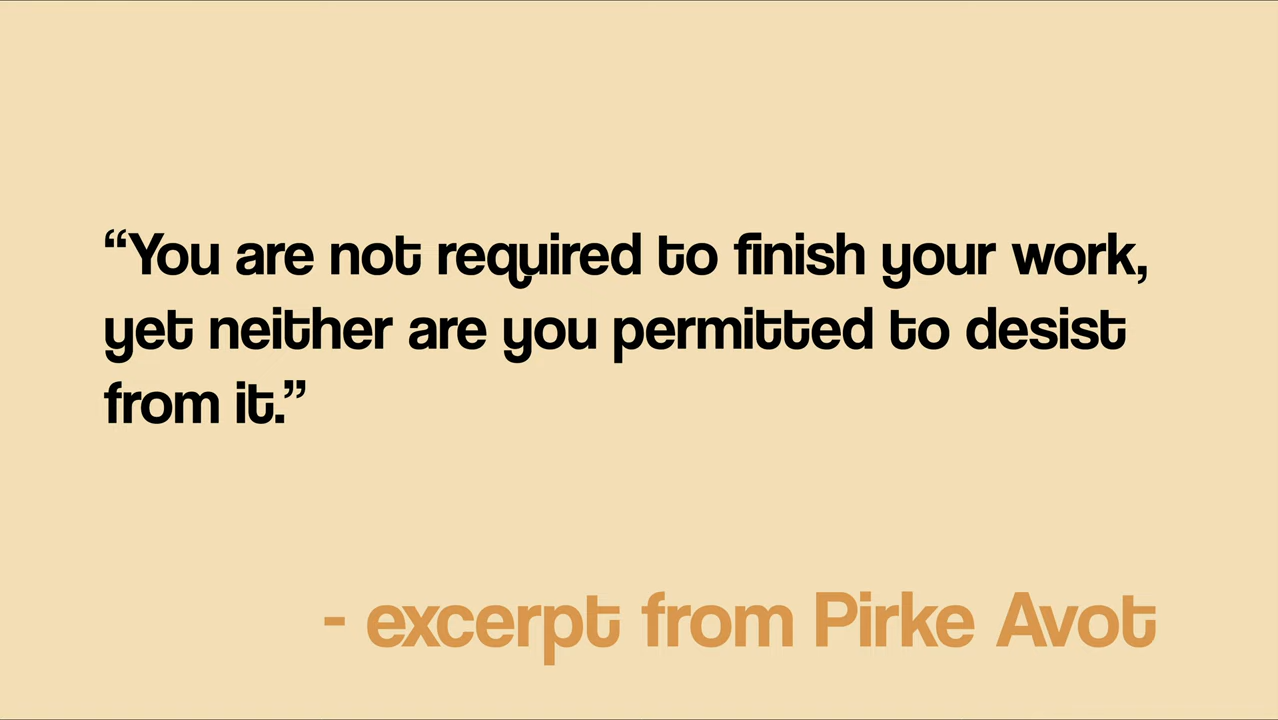 “You are not required to finish your work,
yet neither are you permitted to desist
from it.”
- excerpt from Pirke Avot